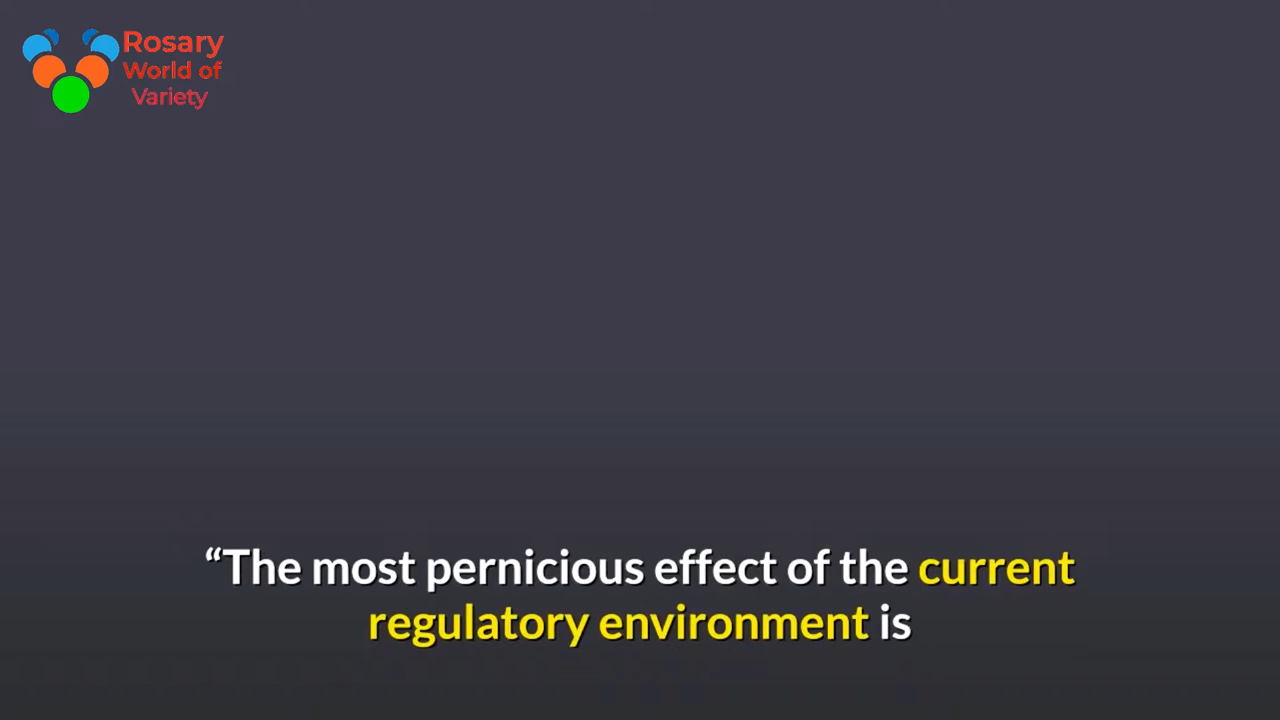 Rosary
World of
Variety
“The most pernicious effect of the current
regulatory environment is